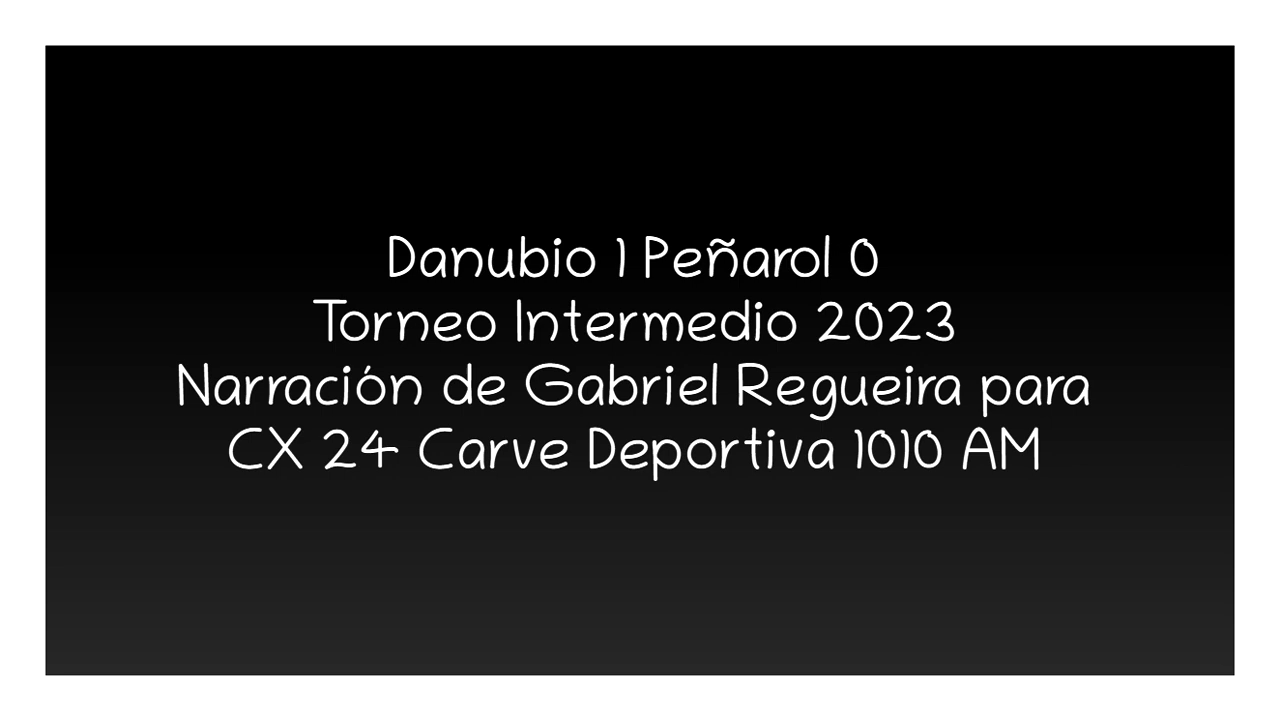 Danubio 1 Peñarol 0
Torneo Intermedio 2023
Narración de Gabriel Regueira para
CX 24 Carve Deportiva 1010 AM